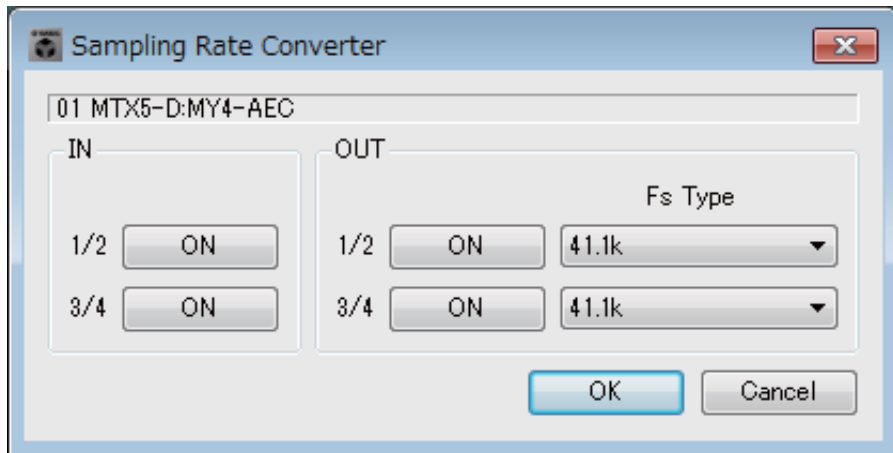 Sampling Rate Converter
01 MTX5-D:MY4-AEC
IN
OUT
Fs Type
1/2 ON 1/2 ON 41.1k
3/4 ON 3/4 ON 41.1k
OK Cancel